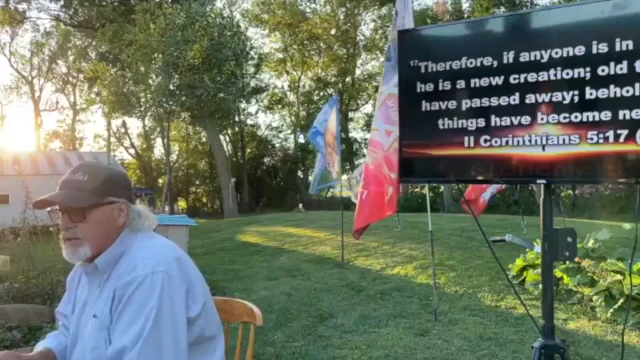 ¹⁷Therefore, if anyone is in
he is a new creation; old
have passed away; behol
things have become ne
II Corinthians 5:17 (